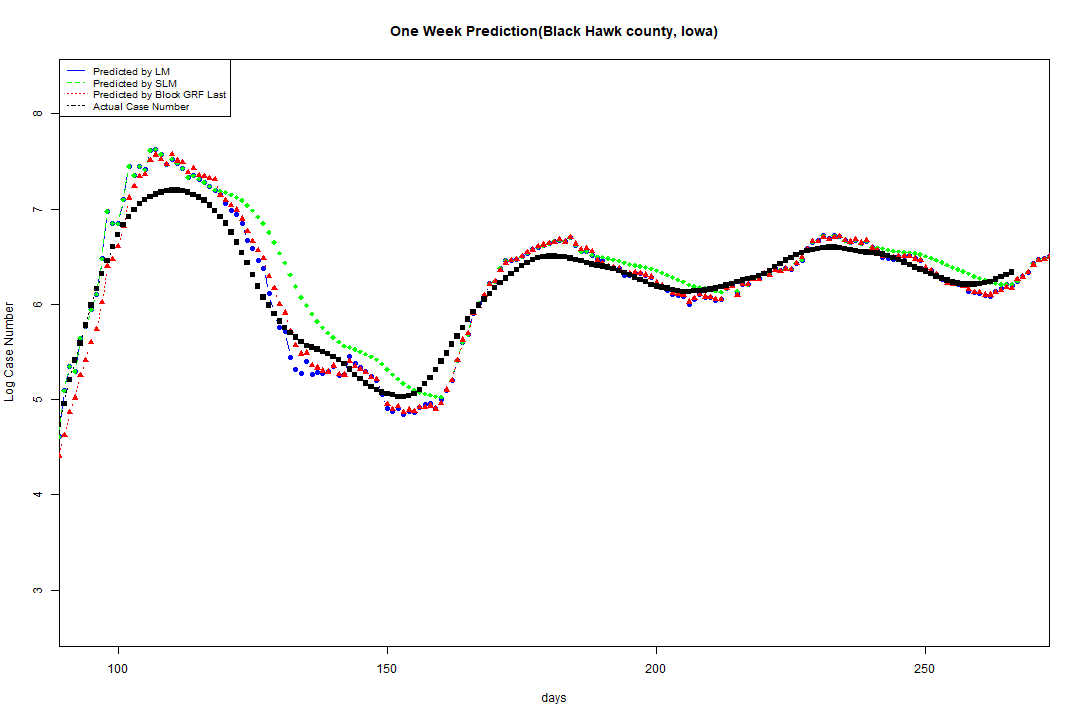 One Week Prediction(Black Hawk county, Iowa)
Predicted by LM
Predicted by SLM
Predicted by Block GRF Last
Actual Case Number
8
7
6
5
4
3
Log Case Number
100 150 200 250
days